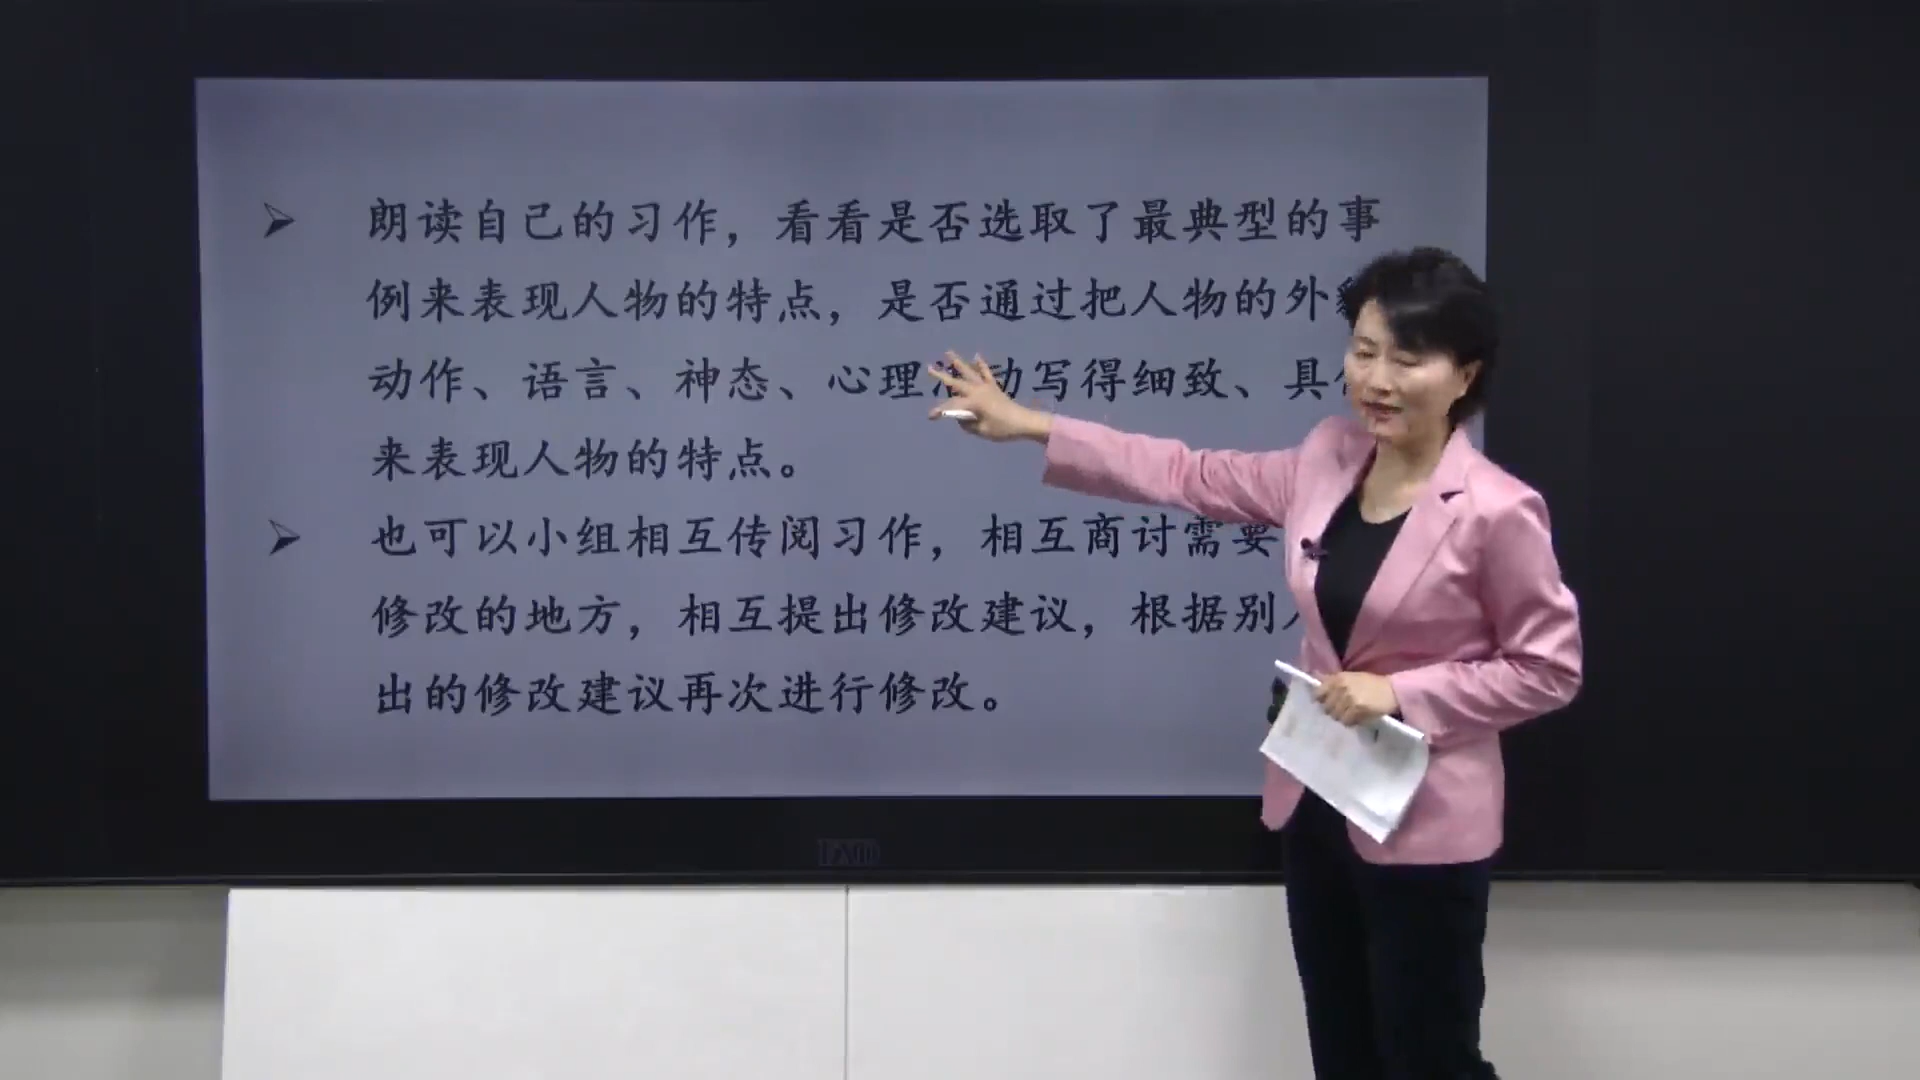 朗读自己的习作，看看是否选取了最典型的事
例来表现人物的特点，是否通过把人物的外貌
动作、语言、神态、心理活动写得细致、具体
来表现人物的特点。
也可以小组相互传阅习作，相互商讨需要
修改的地方，相互提出修改建议，根据别人
出的修改建议再次进行修改。